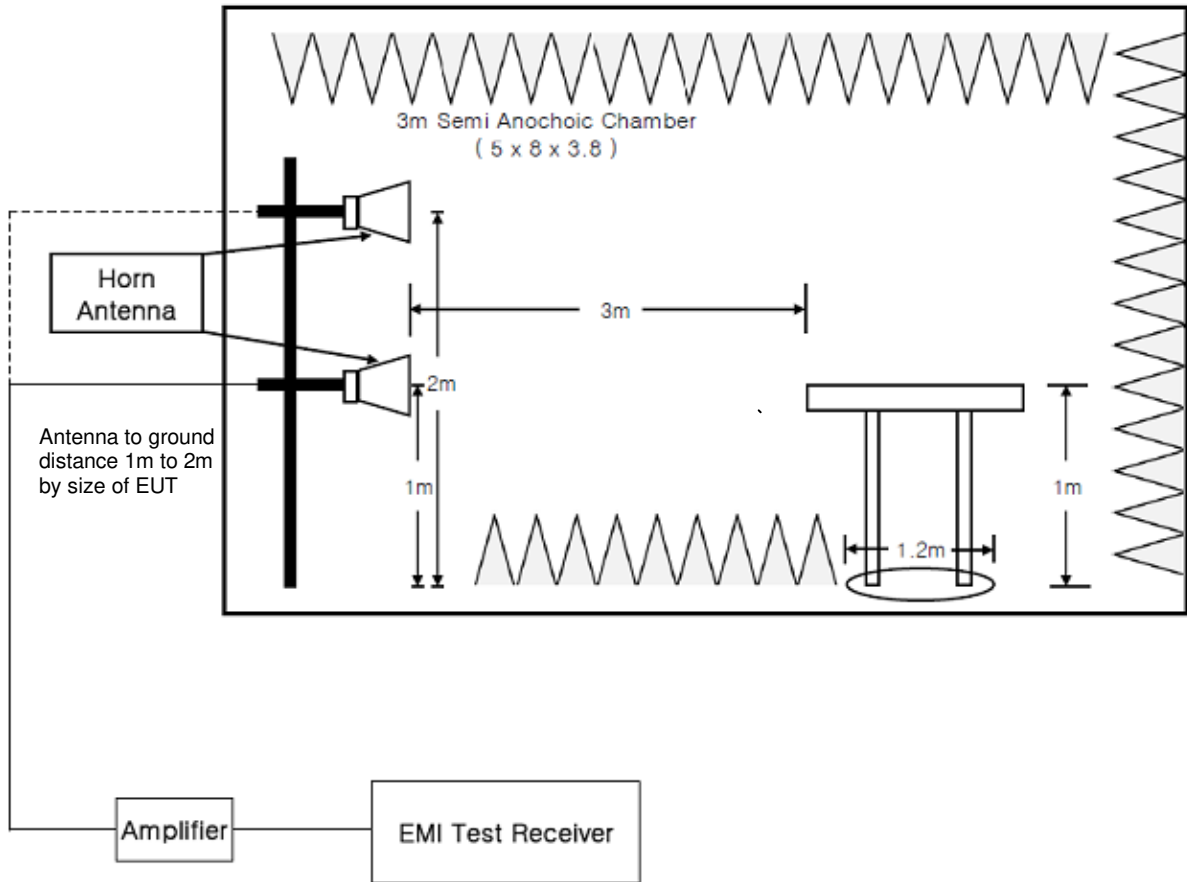 3m Semi Anochoic Chamber
( 5 x 8 x 3.8 )
Horn
Antenna
3m
2m
Antenna to ground
distance 1m to 2m
by size of EUT
1m
1m
1.2m
Amplifier
EMI Test Receiver